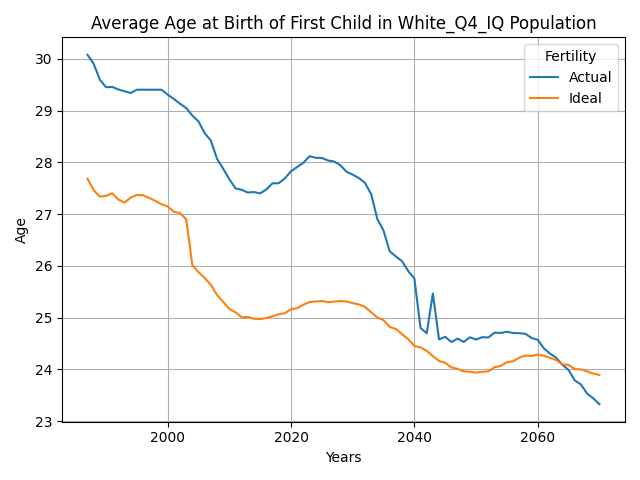 Average Age at Birth of First Child in White_Q4_IQ Population
Fertility
Actual
Ideal
Age
30
29
28
27
26
25
24
23
2000
2020
2040
2060
Years